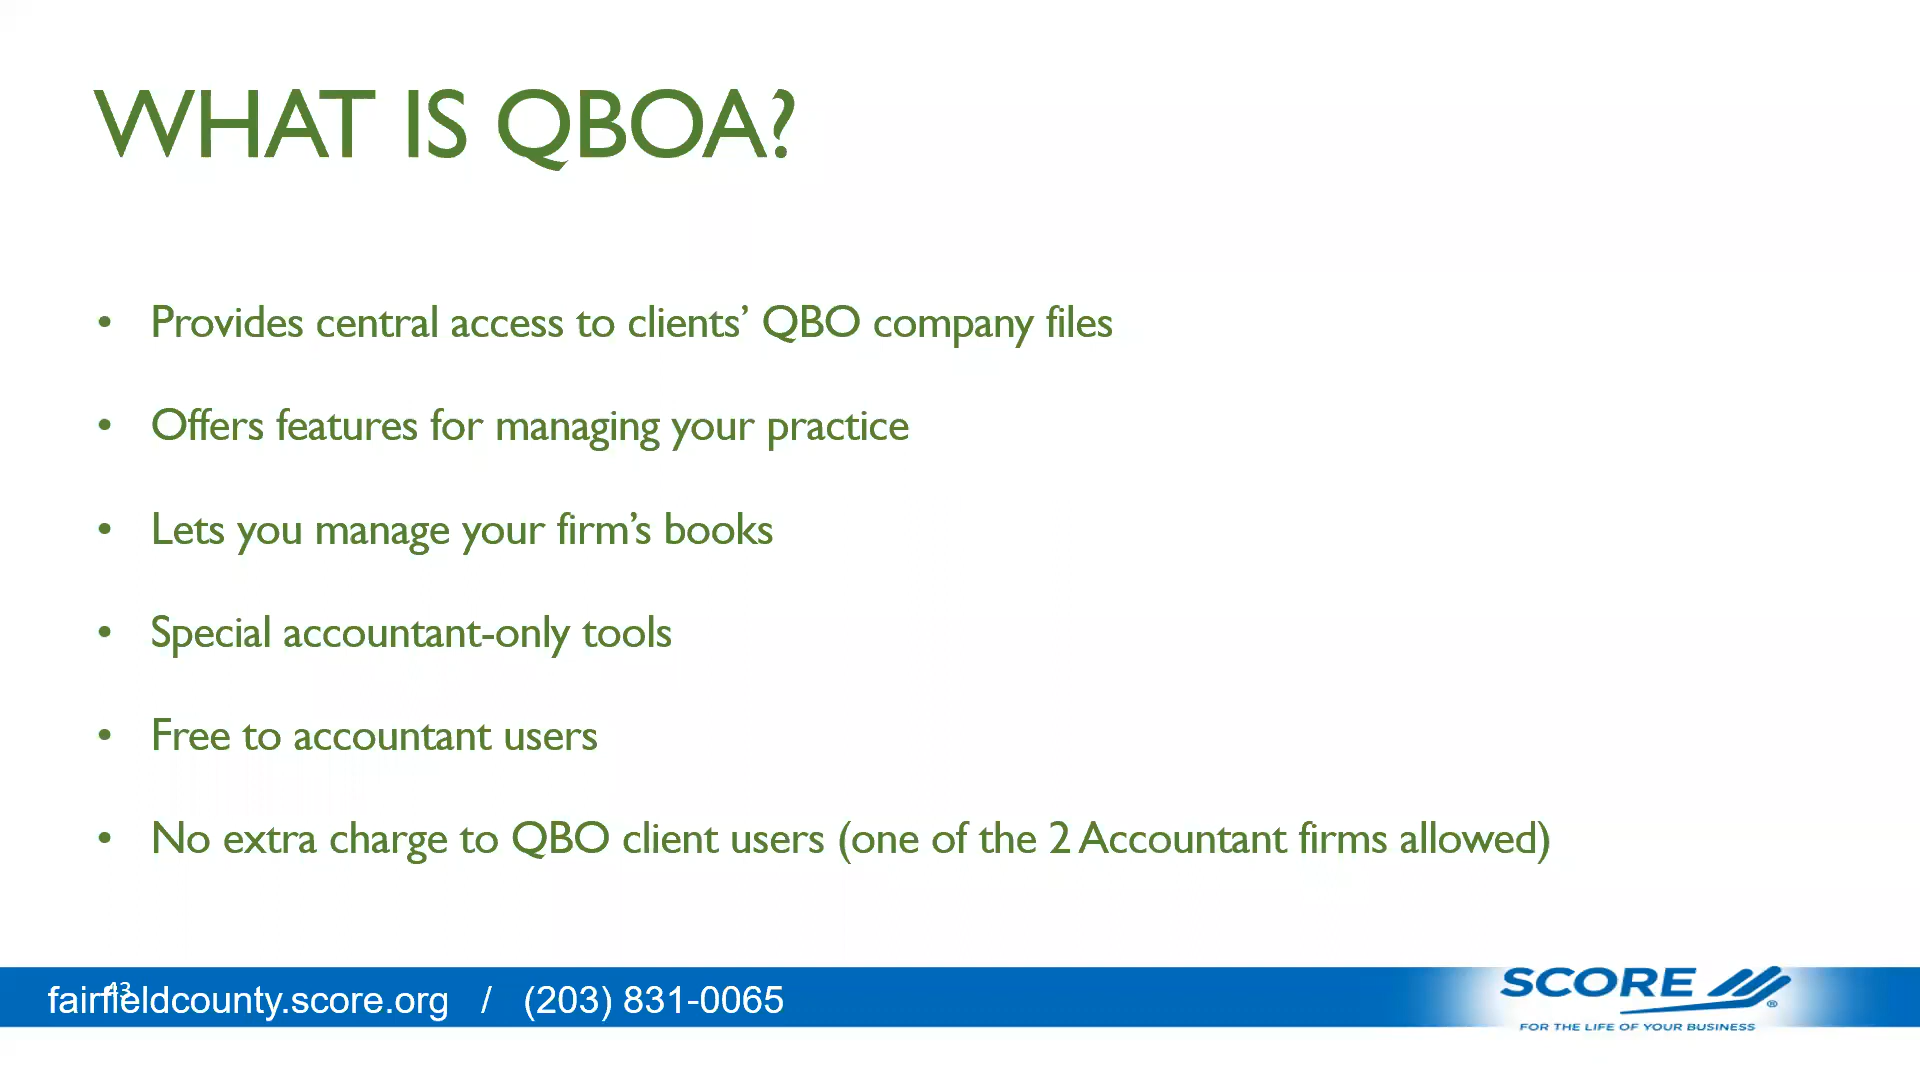 WHAT IS QBOA?
• Provides central access to clients’ QBO company files
• Offers features for managing your practice
• Lets you manage your firm’s books
• Special accountant-only tools
• Free to accountant users
• No extra charge to QBO client users (one of the 2 Accountant firms allowed)
43
fairfieldcounty.score.org / (203) 831-0065
SCORE ®
FOR THE LIFE OF YOUR BUSINESS